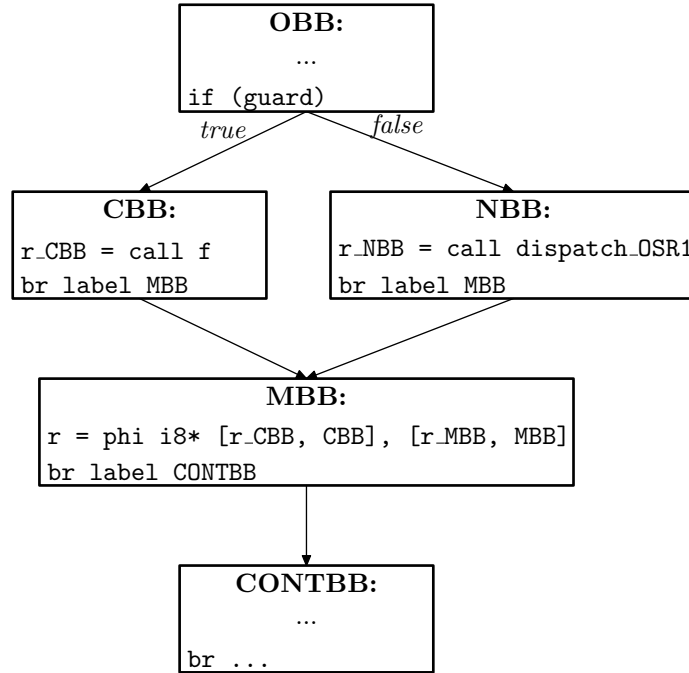 OBB:
...
if (guard)
true
false
CBB:
r_CBB = call f
br label MBB
NBB:
r_NBB = call dispatch_OSR1
br label MBB
MBB:
r = phi i8* [r_CBB, CBB], [r_MBB, MBB]
br label CONTBB
CONTBB:
...
br ...